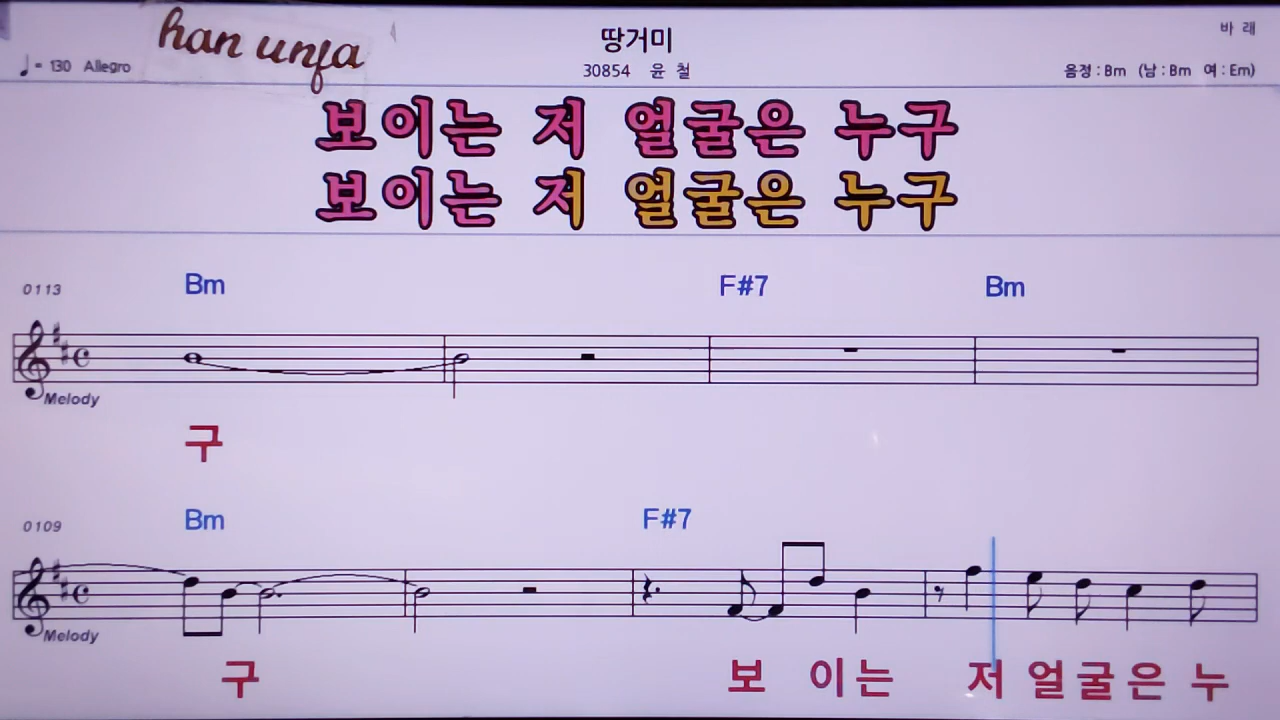 han unfa
땅거미
바 래
♩= 130 Allegro
30854 윤 철
음정 : Bm (남 : Bm 여 : Em)
보이는 저 얼굴은 누구
보이는 저 얼굴은 누구
0113 Bm F#7 Bm
Melody
구
0109 Bm F#7
Melody
구 보 이는 저 얼굴은 누